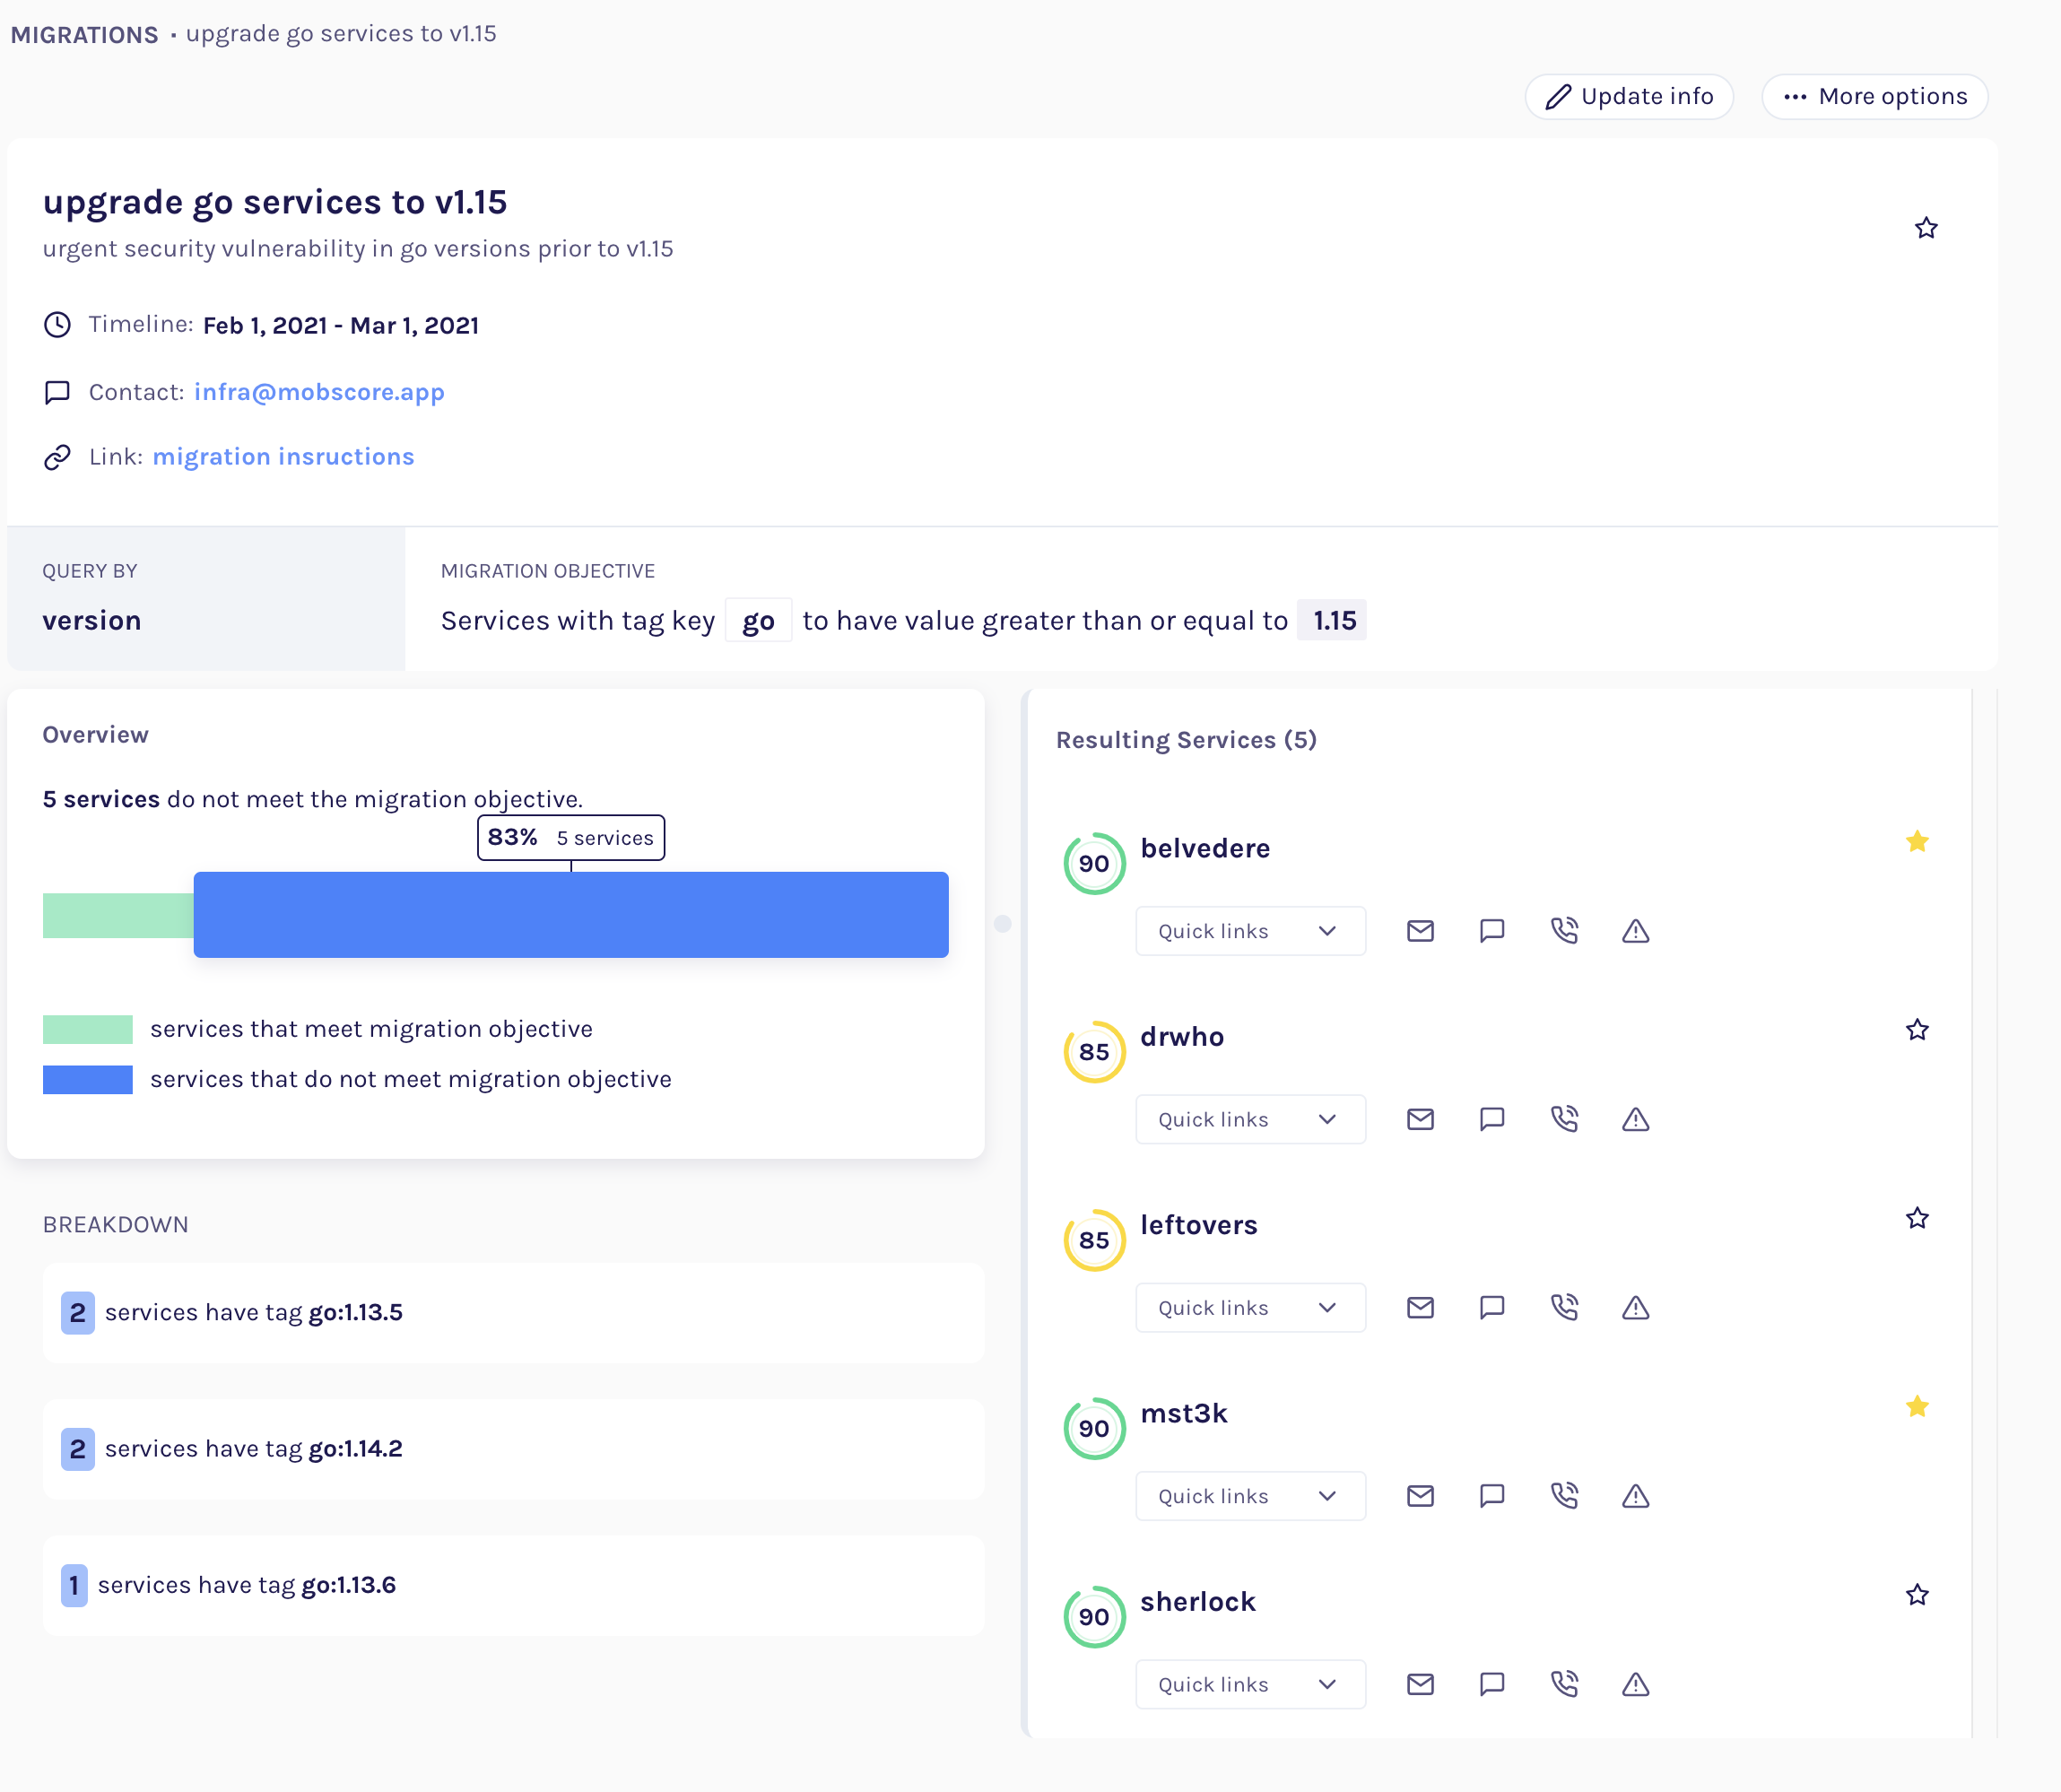 MIGRATIONS • upgrade go services to v1.15
Update info
••• More options
upgrade go services to v1.15
urgent security vulnerability in go versions prior to v1.15
Timeline: Feb 1, 2021 - Mar 1, 2021
Contact: infra@mobscore.app
Link: migration insructions
QUERY BY
version
MIGRATION OBJECTIVE
Services with tag key go to have value greater than or equal to 1.15
Overview
5 services do not meet the migration objective.
83% 5 services
services that meet migration objective
services that do not meet migration objective
BREAKDOWN
2 services have tag go:1.13.5
2 services have tag go:1.14.2
1 services have tag go:1.13.6
Resulting Services (5)
90 belvedere
Quick links
85 drwho
Quick links
85 leftovers
Quick links
90 mst3k
Quick links
90 sherlock
Quick links